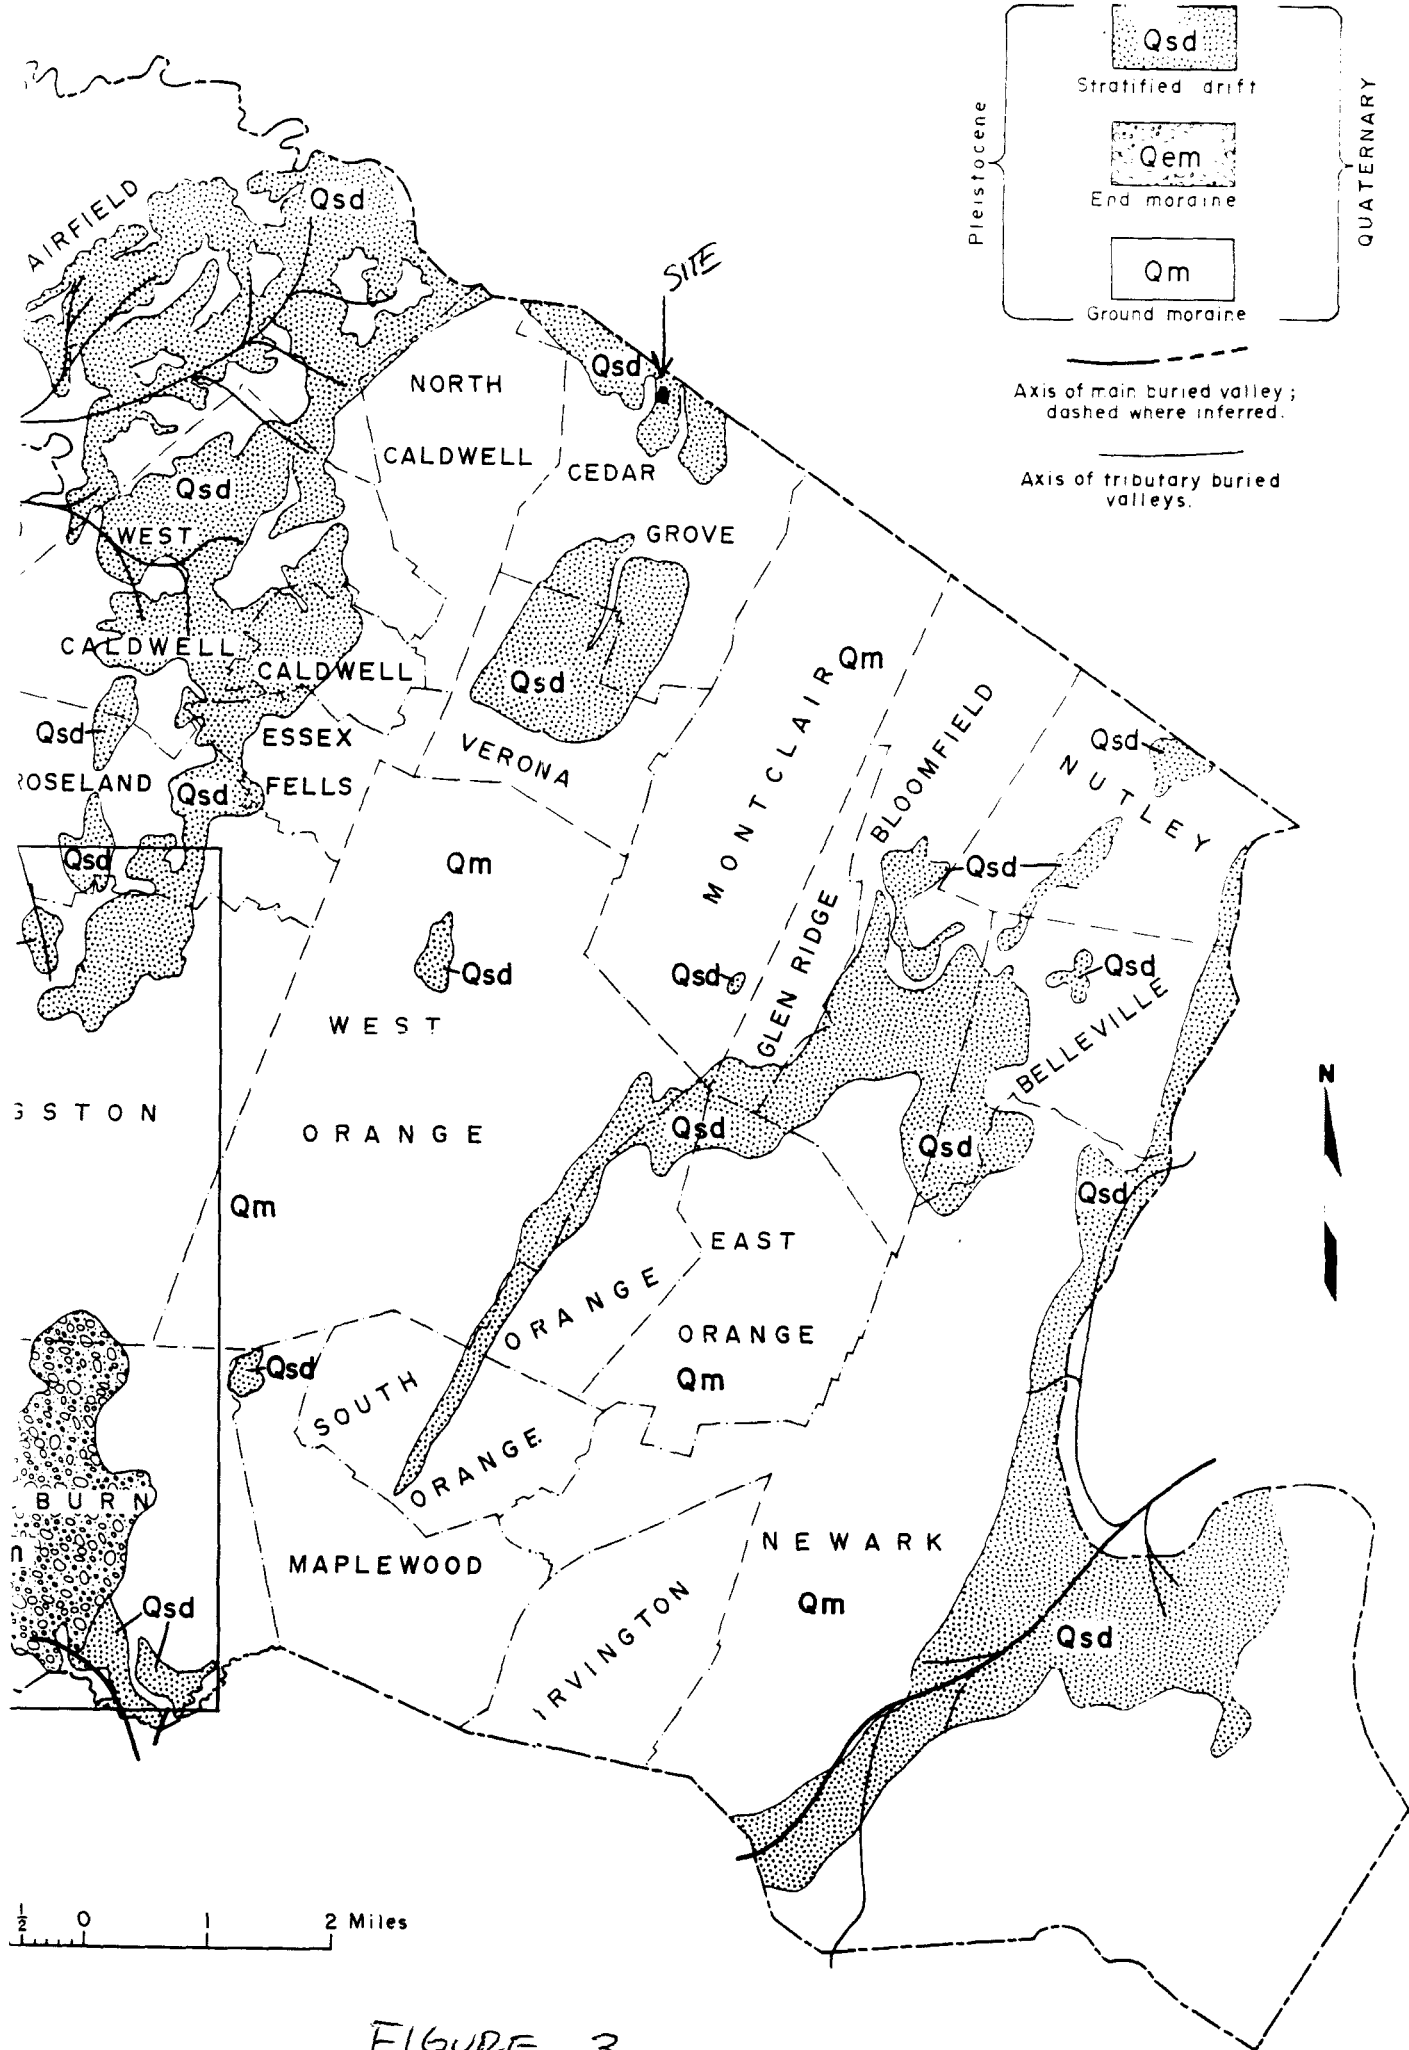 Qsd
Stratified drift
Qem
End moraine
Qm
Ground moraine
Pleistocene
QUATERNARY
Axis of main buried valley;
dashed where inferred.
Axis of tributary buried
valleys.
SITE
AIRFIELD
Qsd
Qsd
NORTH
CALDWELL
CEDAR
GROVE
Qsd
WEST
CALDWELL
CALDWELL
Qsd
Qm
MONTCLAIR
BLOOMFIELD
Qsd
NUTLEY
Qsd
ESSEX
FELLS
VERONA
ROSELAND
Qsd
Qsd
Qm
Qsd
GLEN RIDGE
Qsd
Qsd
Qsd
BELLEVILLE
WEST
ORANGE
GSTON
N
Qsd
Qsd
Qsd
Qm
EAST
ORANGE
Qm
ORANGE
Qsd
SOUTH
ORANGE
BURN
n
MAPLEWOOD
NEWARK
Qm
IRVINGTON
Qsd
Qsd
1/2 0 1 2 Miles
FIGURE 3